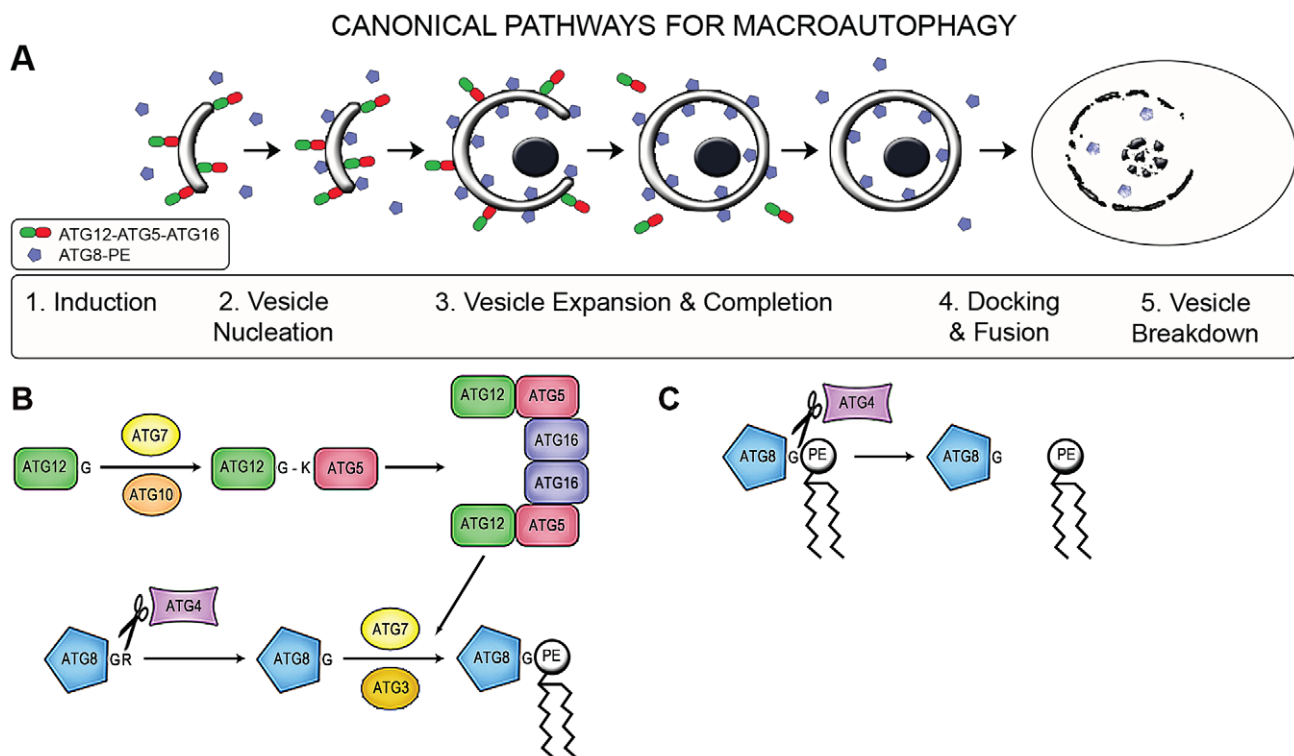 CANONICAL PATHWAYS FOR MACROAUTOPHAGY
A
ATG12-ATG5-ATG16
ATG8-PE
1. Induction
2. Vesicle
Nucleation
3. Vesicle Expansion & Completion
4. Docking
& Fusion
5. Vesicle
Breakdown
B
ATG12 G
ATG7
ATG10
ATG12 G - K ATG5
ATG12 ATG5
ATG16
ATG16
ATG12 ATG5
ATG8 GR
ATG4
ATG8 G
ATG7
ATG3
ATG8 G PE
C
ATG4
ATG8 G PE
ATG8 G
PE